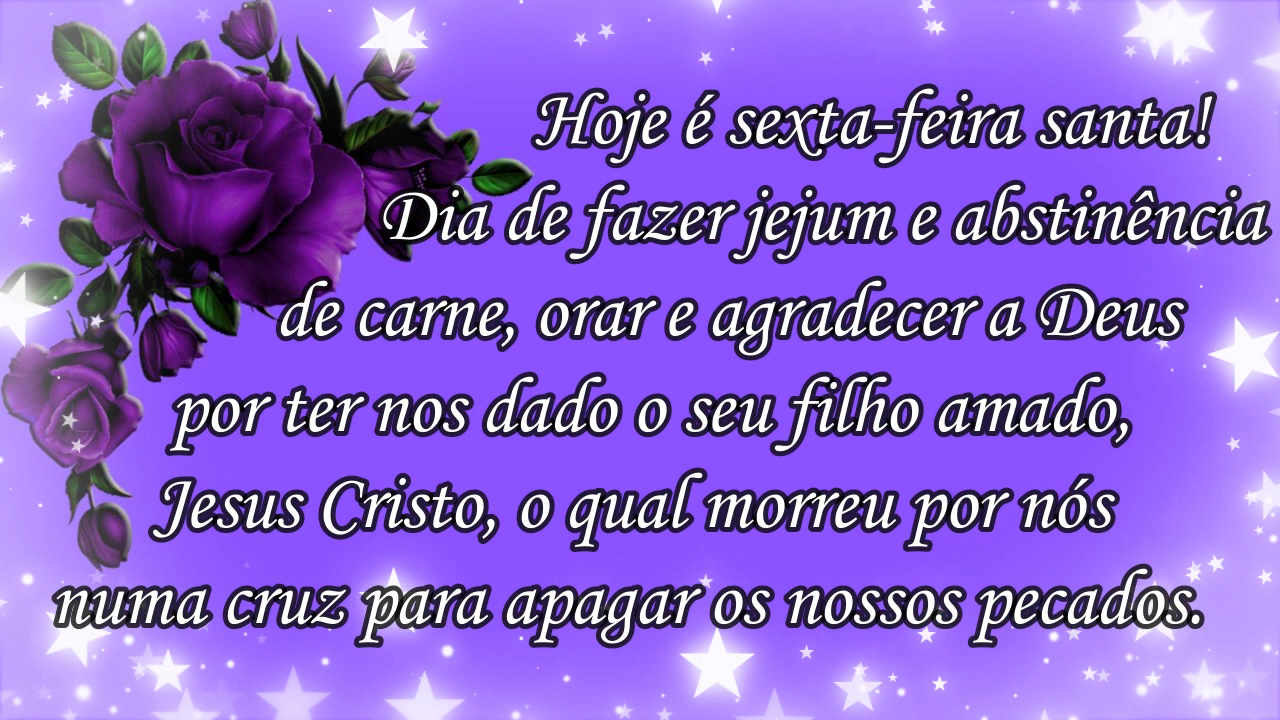 Hoje é sexta-feira santa!
Dia de fazer jejum e abstinência
de carne, orar e agradecer a Deus
por ter nos dado o seu filho amado,
Jesus Cristo, o qual morreu por nós
numa cruz para apagar os nossos pecados.